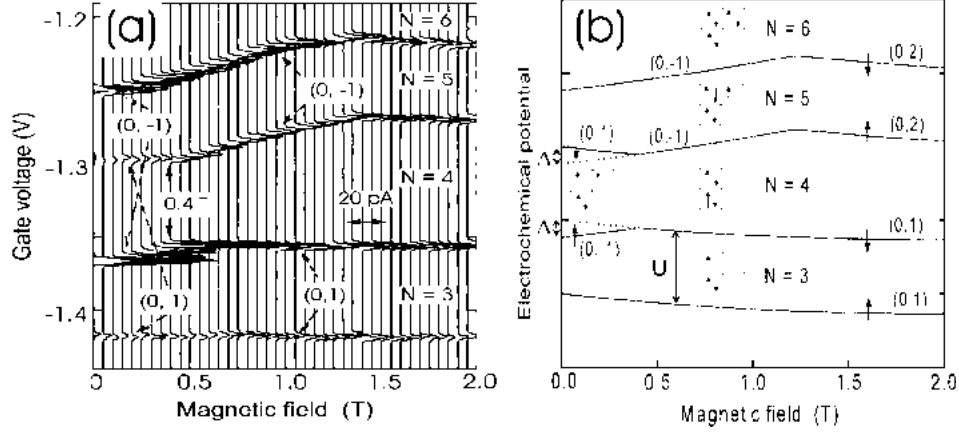 (a)
-1.2
-1.3
-1.4
Gate voltage (V)
N = 6
N = 5
N = 4
N = 3
(0, -1)
(0, -1)
0.4
20 pA
(0, 1)
(0,1)
0 0.5 1.0 1.5 2.0
Magnetic field (T)
(b)
Electrochemical potential
N = 6
N = 5
N = 4
N = 3
(0,-1)
(0,2)
(0,-1)
(0,2)
(0,1)
(0,1)
U
0.0 0.5 1.0 1.5 2.0
(T)